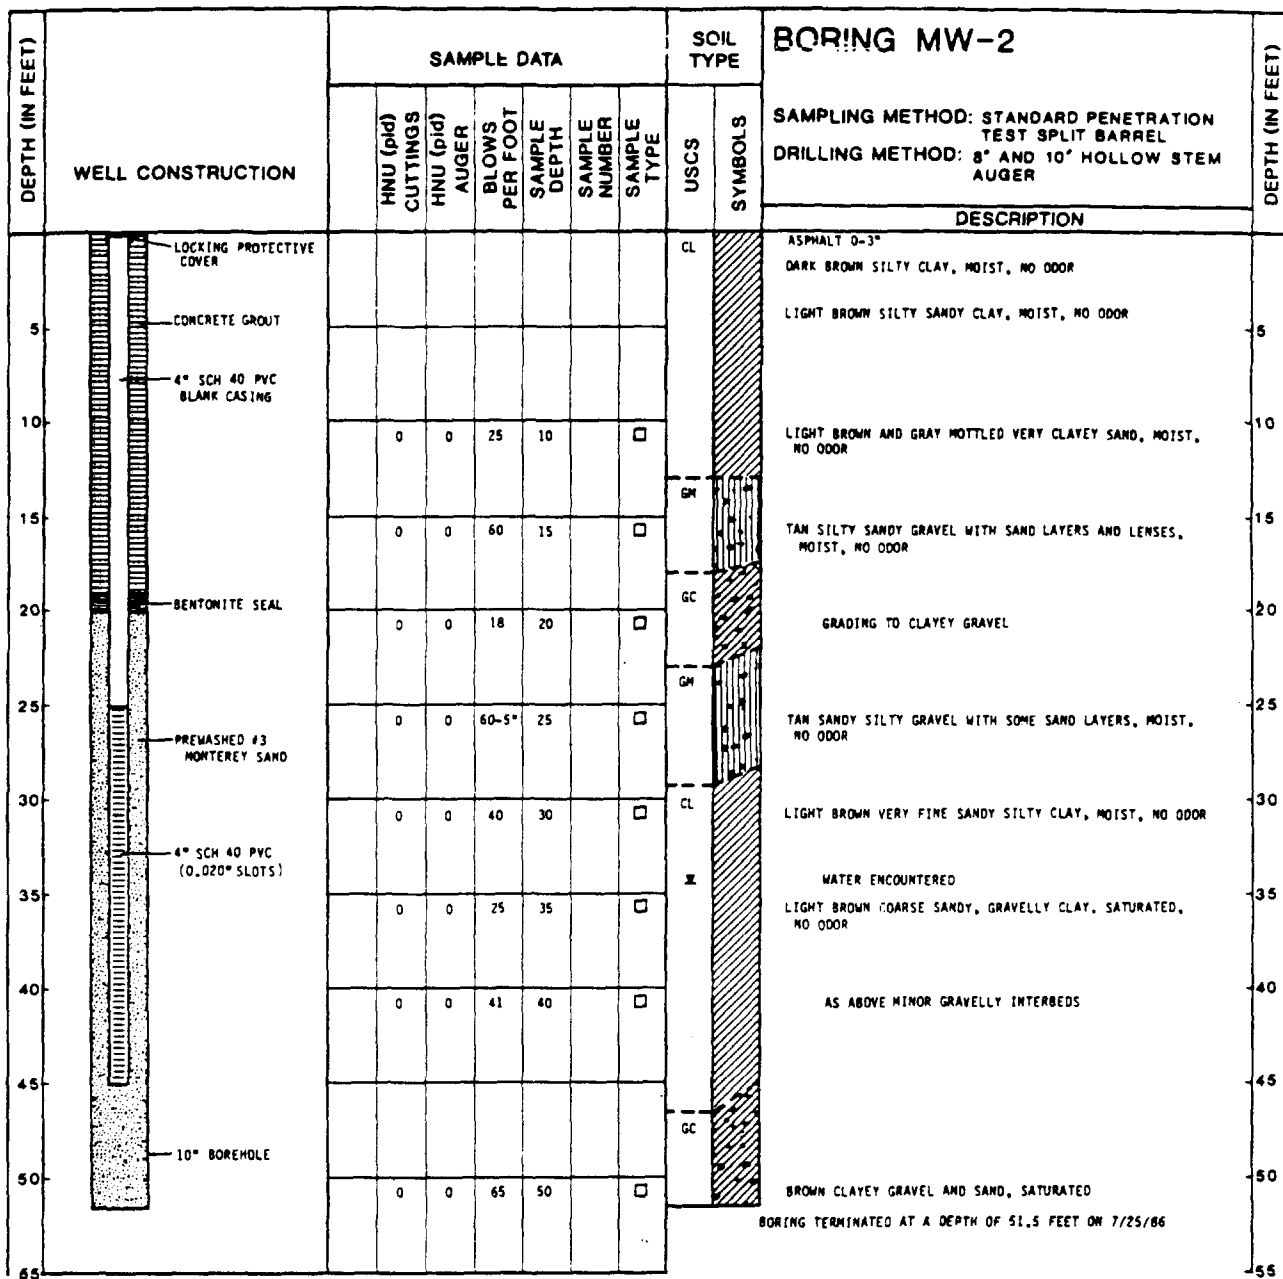 DEPTH (IN FEET)
WELL CONSTRUCTION
SAMPLE DATA
HNU (pid) CUTTINGS
HNU (pid) AUGER
BLOWS PER FOOT
SAMPLE DEPTH
SAMPLE NUMBER
SAMPLE TYPE
SOIL TYPE
USCS
SYMBOLS
BORING MW-2
SAMPLING METHOD: STANDARD PENETRATION
TEST SPLIT BARREL
DRILLING METHOD: 8" AND 10" HOLLOW STEM
AUGER
DESCRIPTION
DEPTH (IN FEET)
LOCKING PROTECTIVE
COVER
CL
ASPHALT 0-3"
DARK BROWN SILTY CLAY, MOIST, NO ODOR
CONCRETE GROUT
LIGHT BROWN SILTY SANDY CLAY, MOIST, NO ODOR
5 5
4" SCH 40 PVC
BLANK CASING
10 10
0 0 25 10
LIGHT BROWN AND GRAY MOTTLED VERY CLAYEY SAND, MOIST,
NO ODOR
GM
15 15
0 0 60 15
TAN SILTY SANDY GRAVEL WITH SAND LAYERS AND LENSES,
MOIST, NO ODOR
BENTONITE SEAL
GC
20 20
0 0 18 20
GRADING TO CLAYEY GRAVEL
GM
25 25
0 0 60-5" 25
TAN SANDY SILTY GRAVEL WITH SOME SAND LAYERS, MOIST,
NO ODOR
PREWASHED #3
MONTEREY SAND
30 30
CL
0 0 40 30
LIGHT BROWN VERY FINE SANDY SILTY CLAY, MOIST, NO ODOR
4" SCH 40 PVC
(0.020" SLOTS)
WATER ENCOUNTERED
35 35
0 0 25 35
LIGHT BROWN COARSE SANDY, GRAVELLY CLAY, SATURATED,
NO ODOR
40 40
0 0 41 40
AS ABOVE MINOR GRAVELLY INTERBEDS
45 45
GC
10" BOREHOLE
50 50
0 0 65 50
BROWN CLAYEY GRAVEL AND SAND, SATURATED
BORING TERMINATED AT A DEPTH OF 51.5 FEET ON 7/25/86
55 55